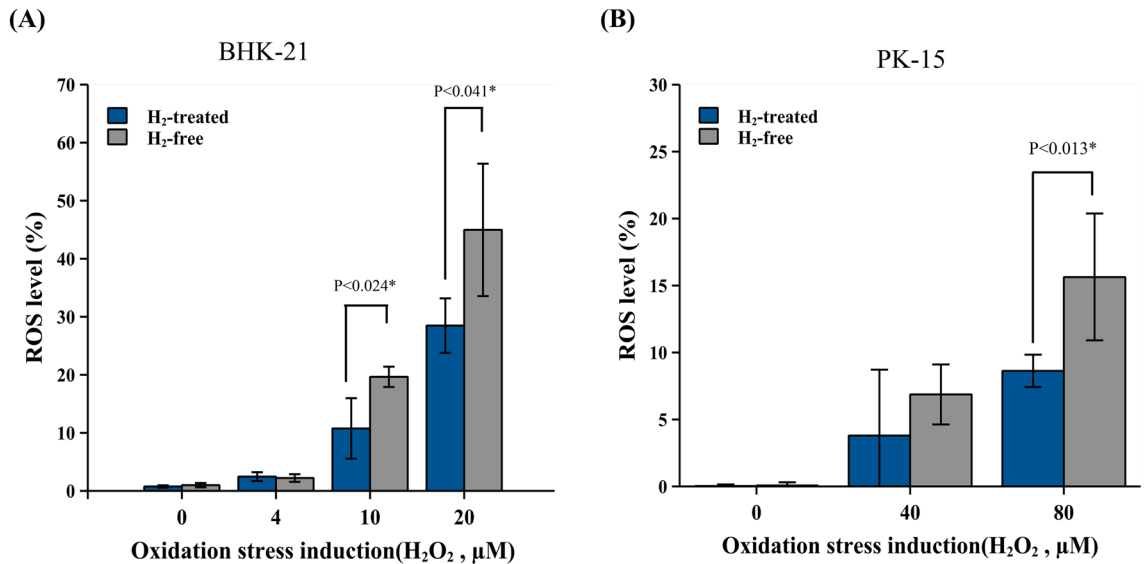 (A)
BHK-21
70
60
50
40
30
20
10
0
ROS level (%)
H₂-treated
H₂-free
P<0.024*
P<0.041*
0
4
10
20
Oxidation stress induction(H₂O₂ , μM)
(B)
PK-15
30
25
20
15
10
5
0
ROS level (%)
H₂-treated
H₂-free
P<0.013*
0
40
80
Oxidation stress induction(H₂O₂ , μM)